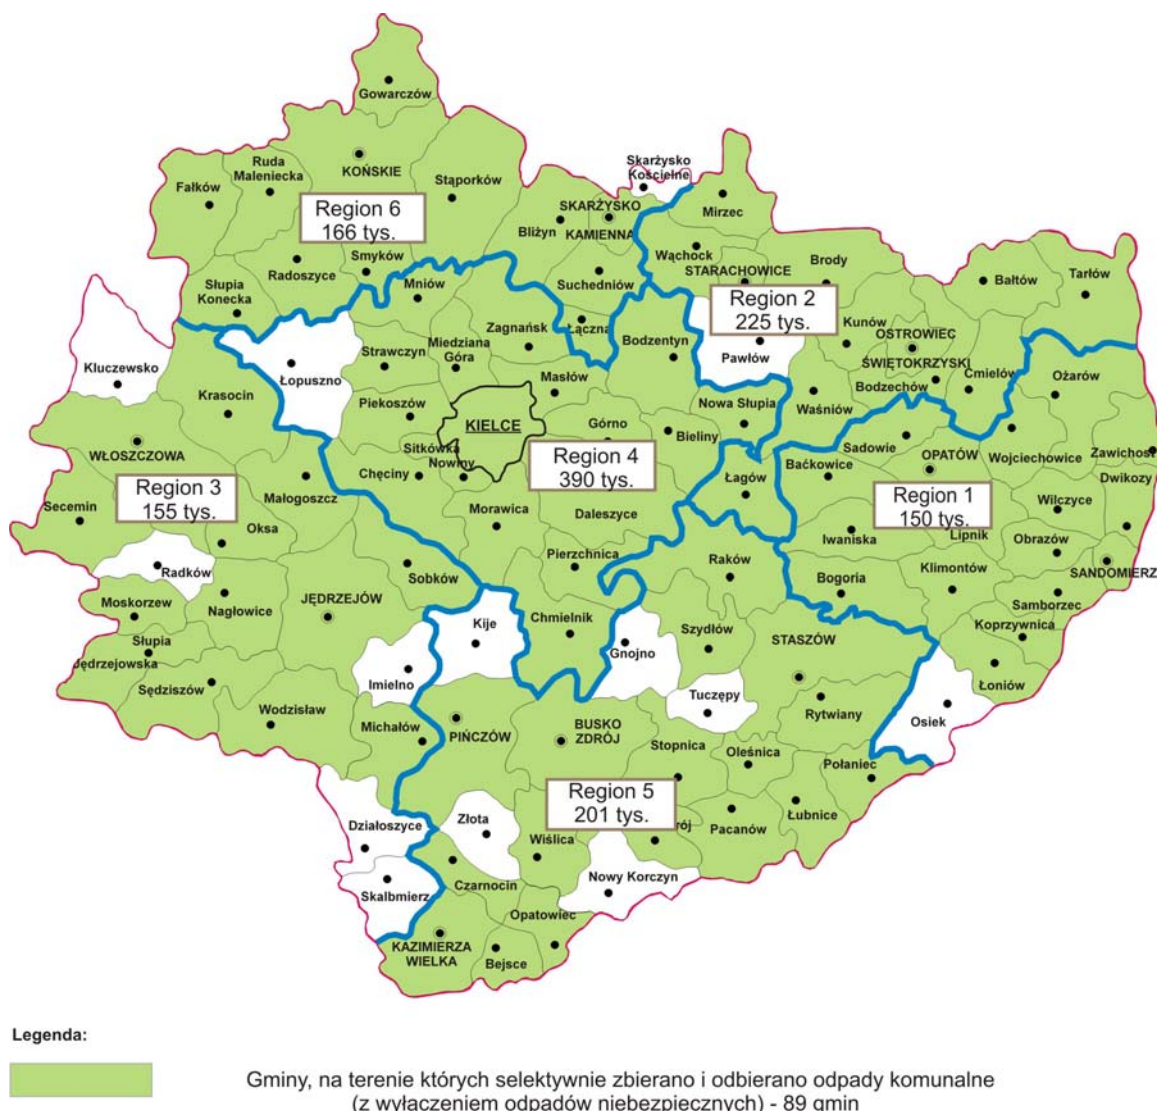 Gowarczów
Ruda
Maleniecka
KOŃSKIE
Fałków
Stąporków
Skarżysko
Kościelne
Region 6
166 tys.
SKARŻYSKO
KAMIENNA
Bliżyn
Mirzec
Wąchock
STARACHOWICE
Brody
Bałtów
Tarłów
Smyków
Radoszyce
Słupia
Konecka
Mniów
Suchedniów
Region 2
225 tys.
Zagnańsk
Łączna
Bodzentyn
Pawłów
Kunów
OSTROWIEC
ŚWIĘTOKRZYSKI
Bodzechów
Ćmielów
Ożarów
Kluczewsko
Łopuszno
Strawczyn
Miedziana
Góra
Masłów
Krasocin
Piekoszów
KIELCE
Nowa Słupia
Waśniów
WŁOSZCZOWA
Sitkówka
Nowiny
Górno
Bieliny
Sadowie
OPATÓW
Wojciechowice
Zawichost
Chęciny
Region 4
390 tys.
Łagów
Baćkowice
Dwikozy
Region 3
155 tys.
Małogoszcz
Region 1
150 tys.
Wilczyce
Secemin
Oksa
Morawica
Daleszyce
Iwaniska
Lipnik
Obrazów
Radków
Sobków
Pierzchnica
Raków
Bogoria
Klimontów
SANDOMIERZ
Moskorzew
Nagłowice
JĘDRZEJÓW
Samborzec
Kije
Chmielnik
Gnojno
Szydłów
STASZÓW
Koprzywnica
Słupia
Jędrzejowska
Imielno
Łoniów
Sędziszów
Tuczępy
Wodzisław
Michałów
PIŃCZÓW
BUSKO
ZDRÓJ
Rytwiany
Osiek
Stopnica
Oleśnica
Połaniec
Region 5
201 tys.
Działoszyce
Złota
Wiślica
rój
Pacanów
Łubnice
Skalbmierz
Czarnocin
Nowy Korczyn
Opatowiec
KAZIMIERZA
WIELKA
Bejsce
Legenda:
Gminy, na terenie których selektywnie zbierano i odbierano odpady komunalne
(z wyłączeniem odpadów niebezpiecznych) - 89 gmin